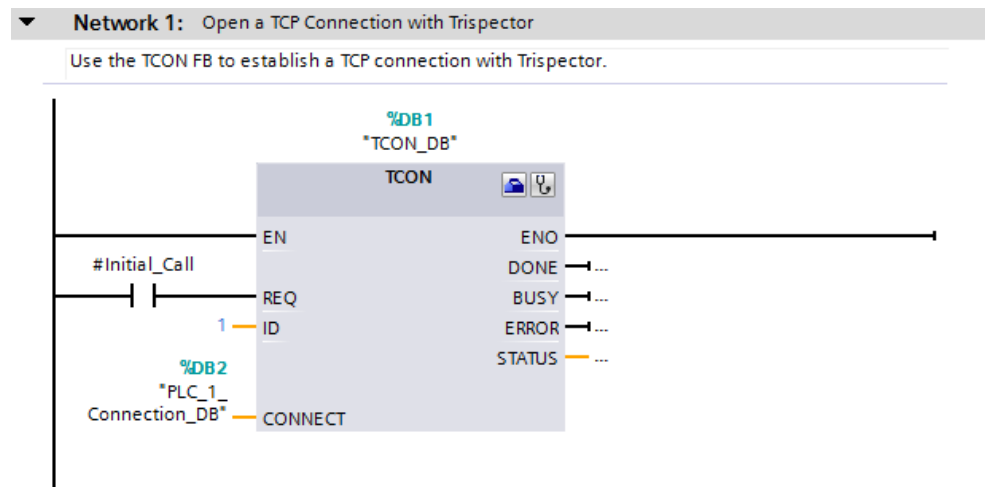 Network 1: Open a TCP Connection with Trispector
Use the TCON FB to establish a TCP connection with Trispector.
%DB1
"TCON_DB"
TCON
EN
ENO
#Initial_Call
DONE
...
REQ
BUSY
...
1
ID
ERROR
...
STATUS
...
%DB2
"PLC_1_
Connection_DB"
CONNECT